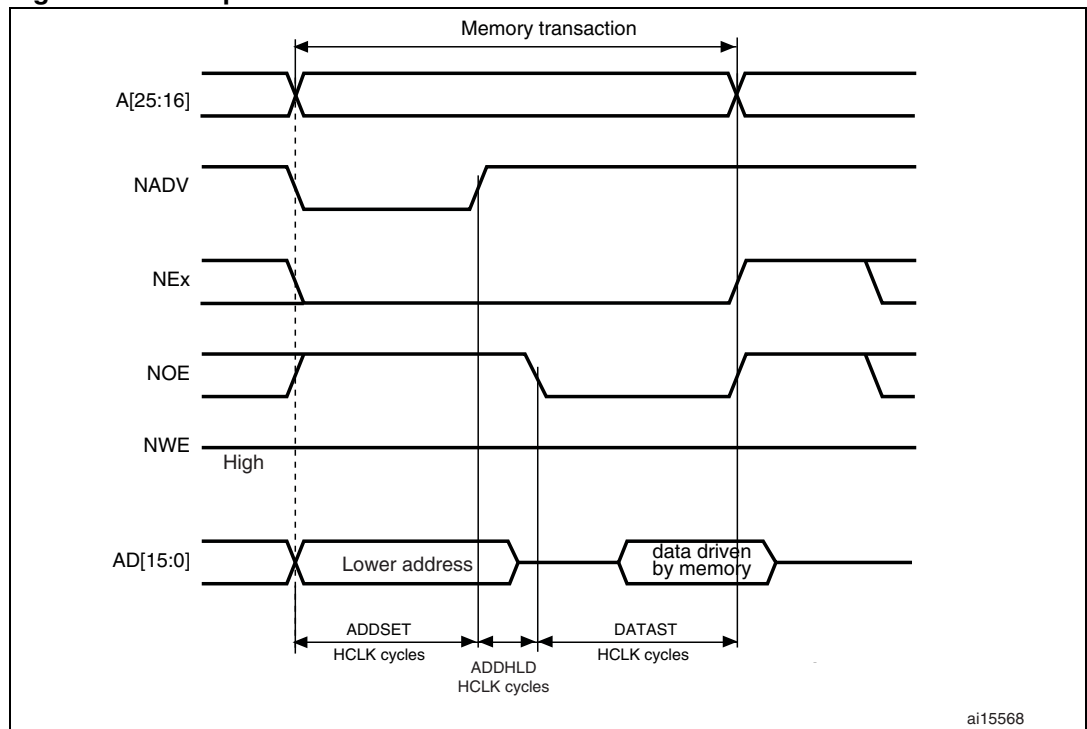 Memory transaction
A[25:16]
NADV
NEx
NOE
NWE
High
AD[15:0]
Lower address
data driven
by memory
ADDSET
HCLK cycles
ADDHLD
HCLK cycles
DATAST
HCLK cycles
ai15568